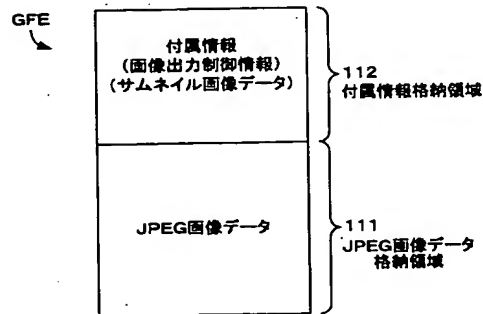 GFE
付属情報
(画像出力制御情報)
(サムネイル画像データ)
112
付属情報格納領域
JPEG画像データ
111
JPEG画像データ
格納領域